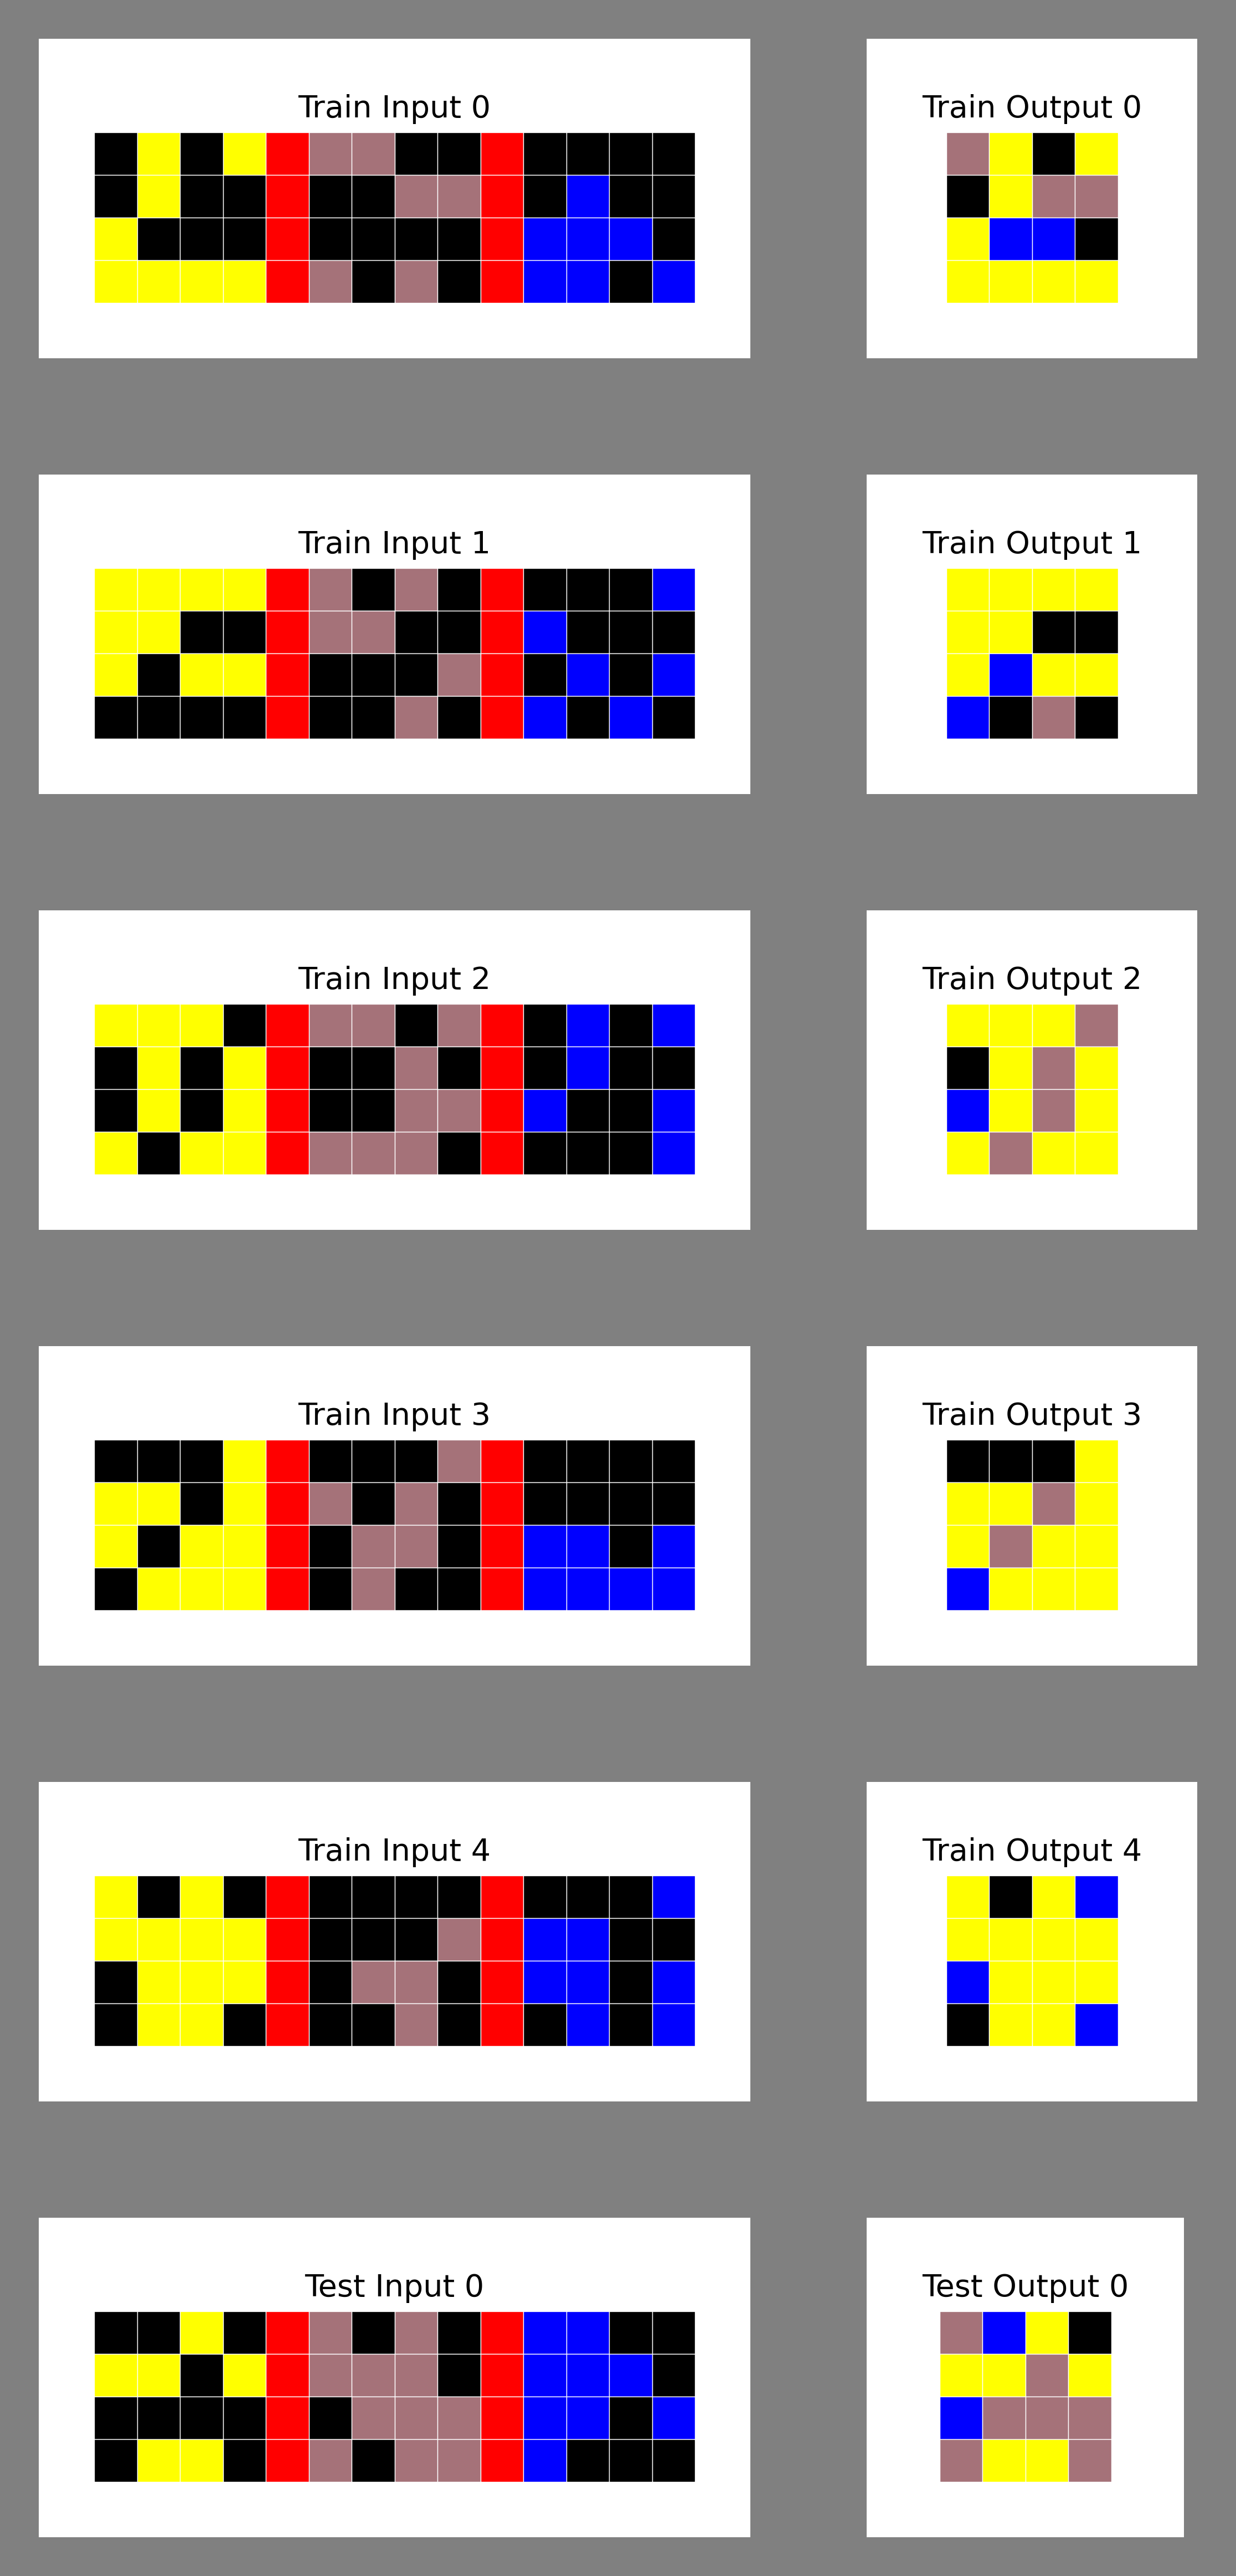 Train Input 0
Train Output 0
Train Input 1
Train Output 1
Train Input 2
Train Output 2
Train Input 3
Train Output 3
Train Input 4
Train Output 4
Test Input 0
Test Output 0